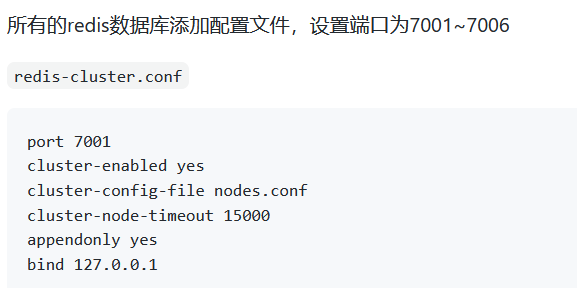 所有的redis数据库添加配置文件，设置端口为7001~7006
redis-cluster.conf
port 7001
cluster-enabled yes
cluster-config-file nodes.conf
cluster-node-timeout 15000
appendonly yes
bind 127.0.0.1